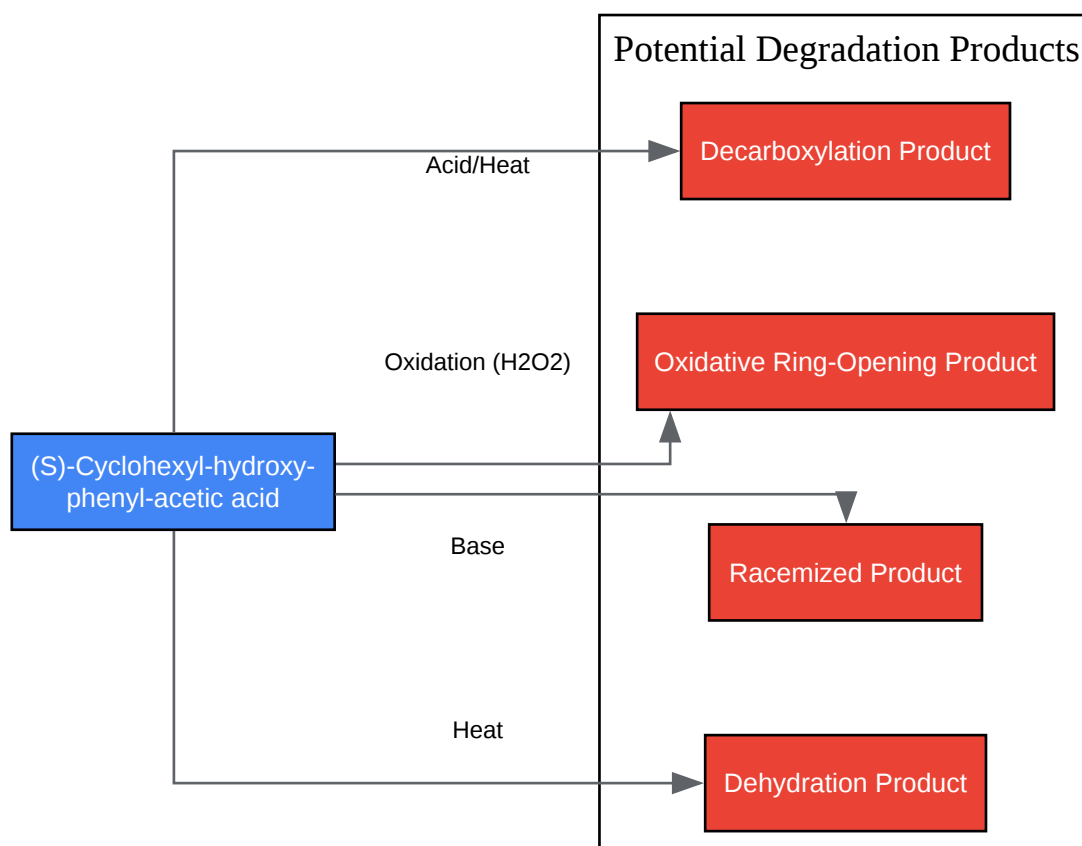 Potential Degradation Products
Decarboxylation Product
Acid/Heat
Oxidation (H2O2)
Oxidative Ring-Opening Product
(S)-Cyclohexyl-hydroxy-
phenyl-acetic acid
Base
Racemized Product
Heat
Dehydration Product